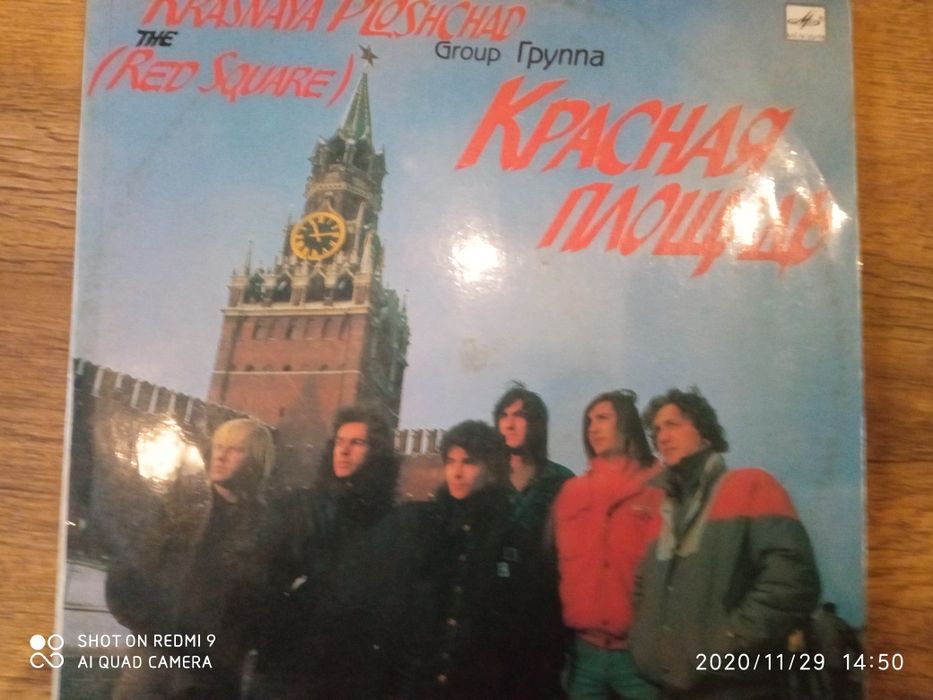 KRASNAYA PLOSHCHAD
THE
(RED SQUARE)
Group Группа
КРАСНАЯ
ПЛОЩАДЬ
SHOT ON REDMI 9
AI QUAD CAMERA
2020/11/29 14:50